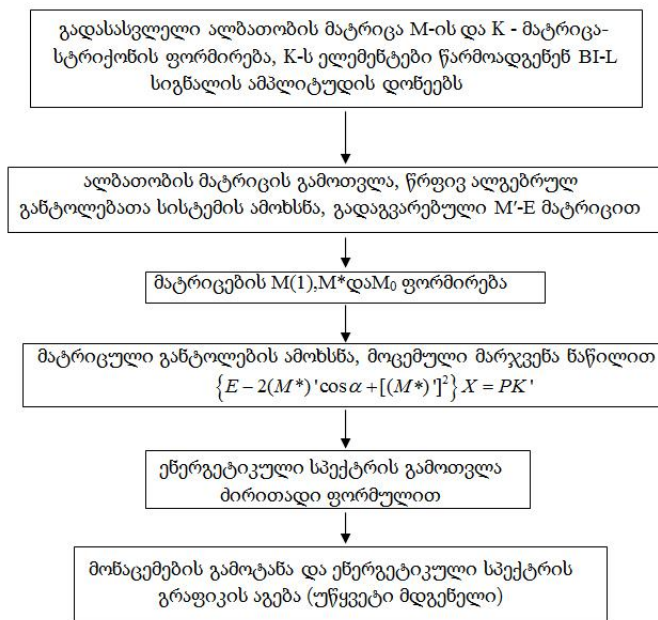 გადასასვლელი ალბათობის მატრიცა M-ის და K - მატრიცა-
სტრიქონის ფორმირება, K-ს ელემენტები წარმოადგენენ BI-L
სიგნალის ამპლიტუდის დონეებს
ალბათობის მატრიცის გამოთვლა, წრფივ ალგებრულ
განტოლებათა სისტემის ამოხსნა, გადაგვარებული M′-E მატრიცით
მატრიცების M(1),M*დაM₀ ფორმირება
მატრიცული განტოლების ამოხსნა, მოცემული მარჯვენა ნაწილით
{E − 2(M*)'cos α + [(M*)']²} X = PK'
ენერგეტიკული სპექტრის გამოთვლა
ძირითადი ფორმულით
მონაცემების გამოტანა და ენერგეტიკული სპექტრის
გრაფიკის აგება (უწყვეტი მდგენელი)